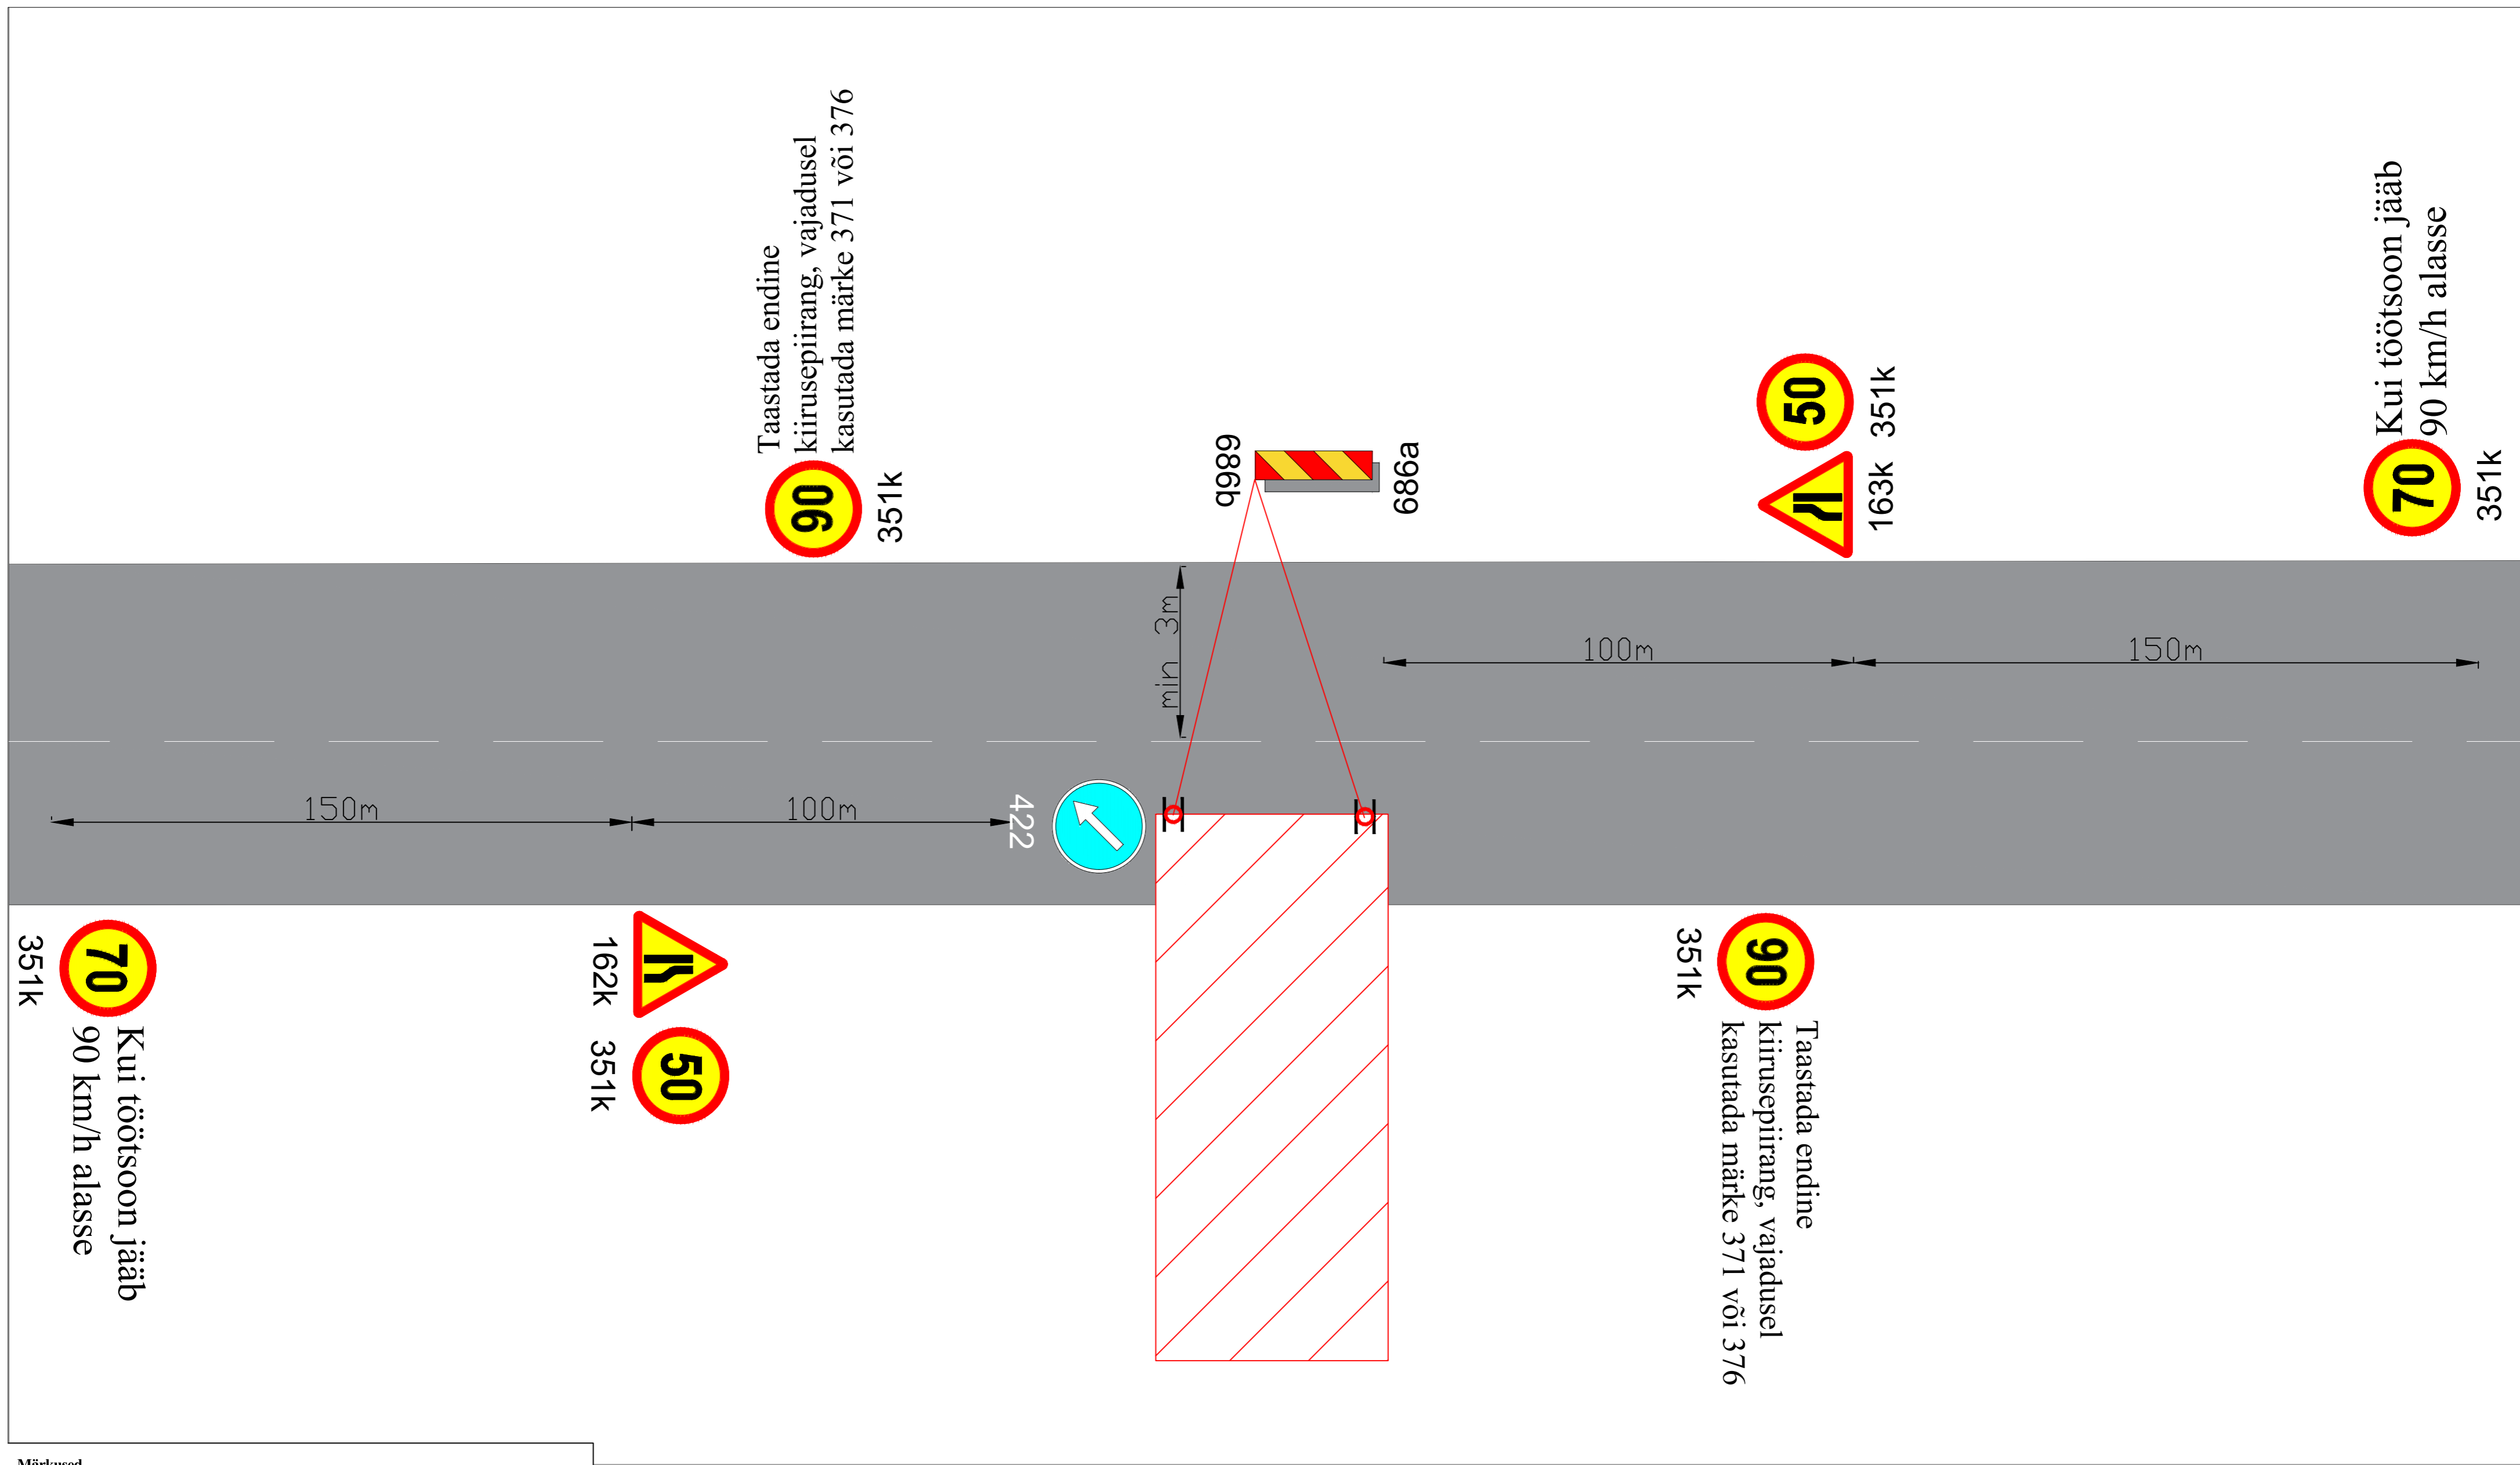 Taastada endine
kiirusepiirang, vajadusel
kasutada märke 371 või 376
90
351k
686b
686a
50
351k
163k
Kui töötsoon jääb
90 km/h alasse
70
351k
min 3m
100m
150m
150m
100m
422
351k
70
Kui töötsoon jääb
90 km/h alasse
162k
351k
50
351k
90
Taastada endine
kiirusepiirang, vajadusel
kasutada märke 371 või 376
Märkused